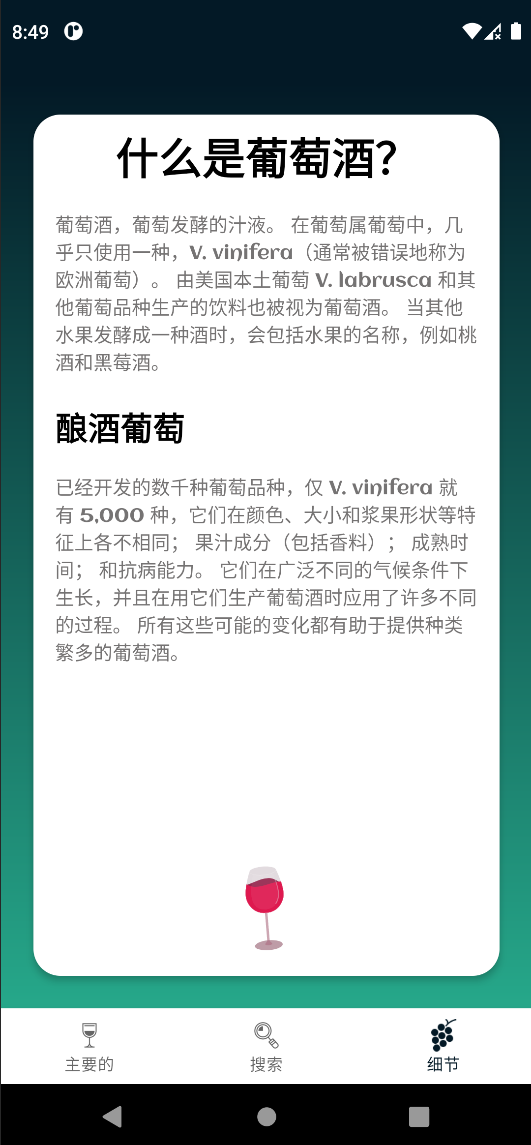 8:49
什么是葡萄酒?
葡萄酒，葡萄发酵的汁液。 在葡萄属葡萄中，几
乎只使用一种，V. vinifera（通常被错误地称为
欧洲葡萄）。 由美国本土葡萄 V. labrusca 和其
他葡萄品种生产的饮料也被视为葡萄酒。 当其他
水果发酵成一种酒时，会包括水果的名称，例如桃
酒和黑莓酒。
酿酒葡萄
已经开发的数千种葡萄品种，仅 V. vinifera 就
有 5,000 种，它们在颜色、大小和浆果形状等特
征上各不相同； 果汁成分（包括香料）； 成熟时
间； 和抗病能力。 它们在广泛不同的气候条件下
生长，并且在用它们生产葡萄酒时应用了许多不同
的过程。 所有这些可能的变化都有助于提供种类
繁多的葡萄酒。
主要的 搜索 细节